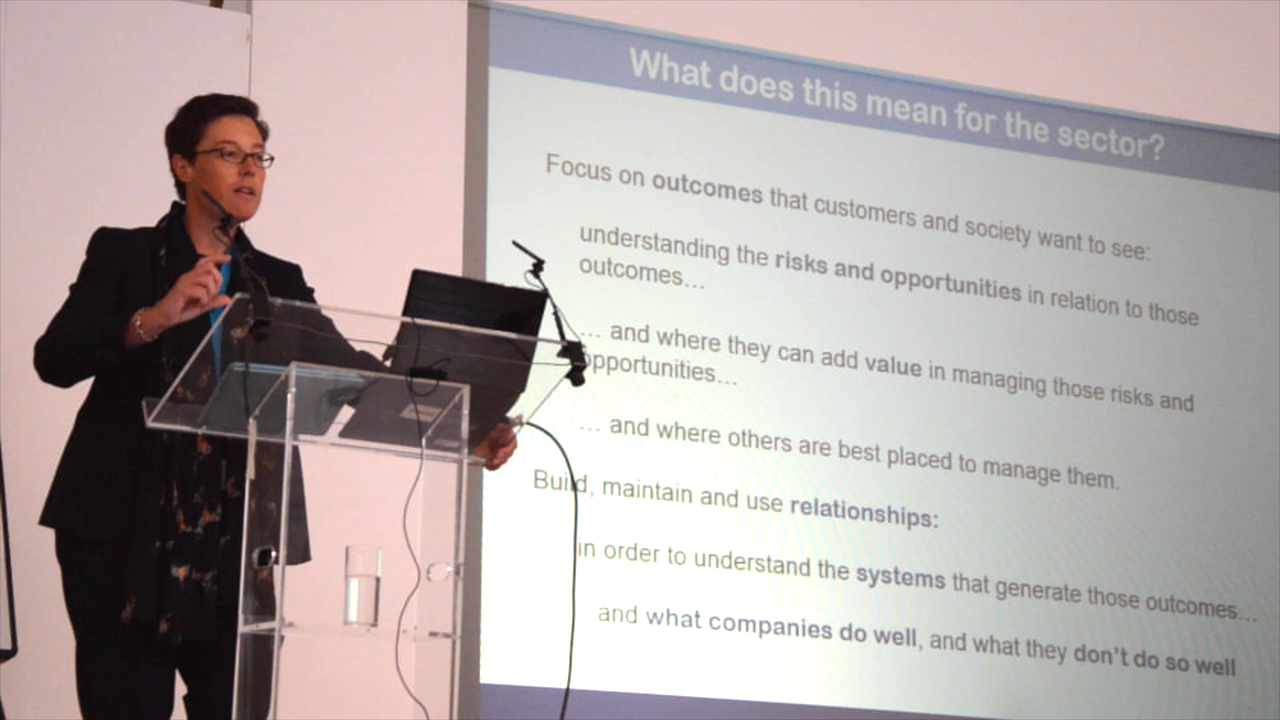 What does this mean for the sector?
Focus on outcomes that customers and society want to see:
understanding the risks and opportunities in relation to those
outcomes...
... and where they can add value in managing those risks and
opportunities...
... and where others are best placed to manage them.
Build, maintain and use relationships:
in order to understand the systems that generate those outcomes...
and what companies do well, and what they don't do so well